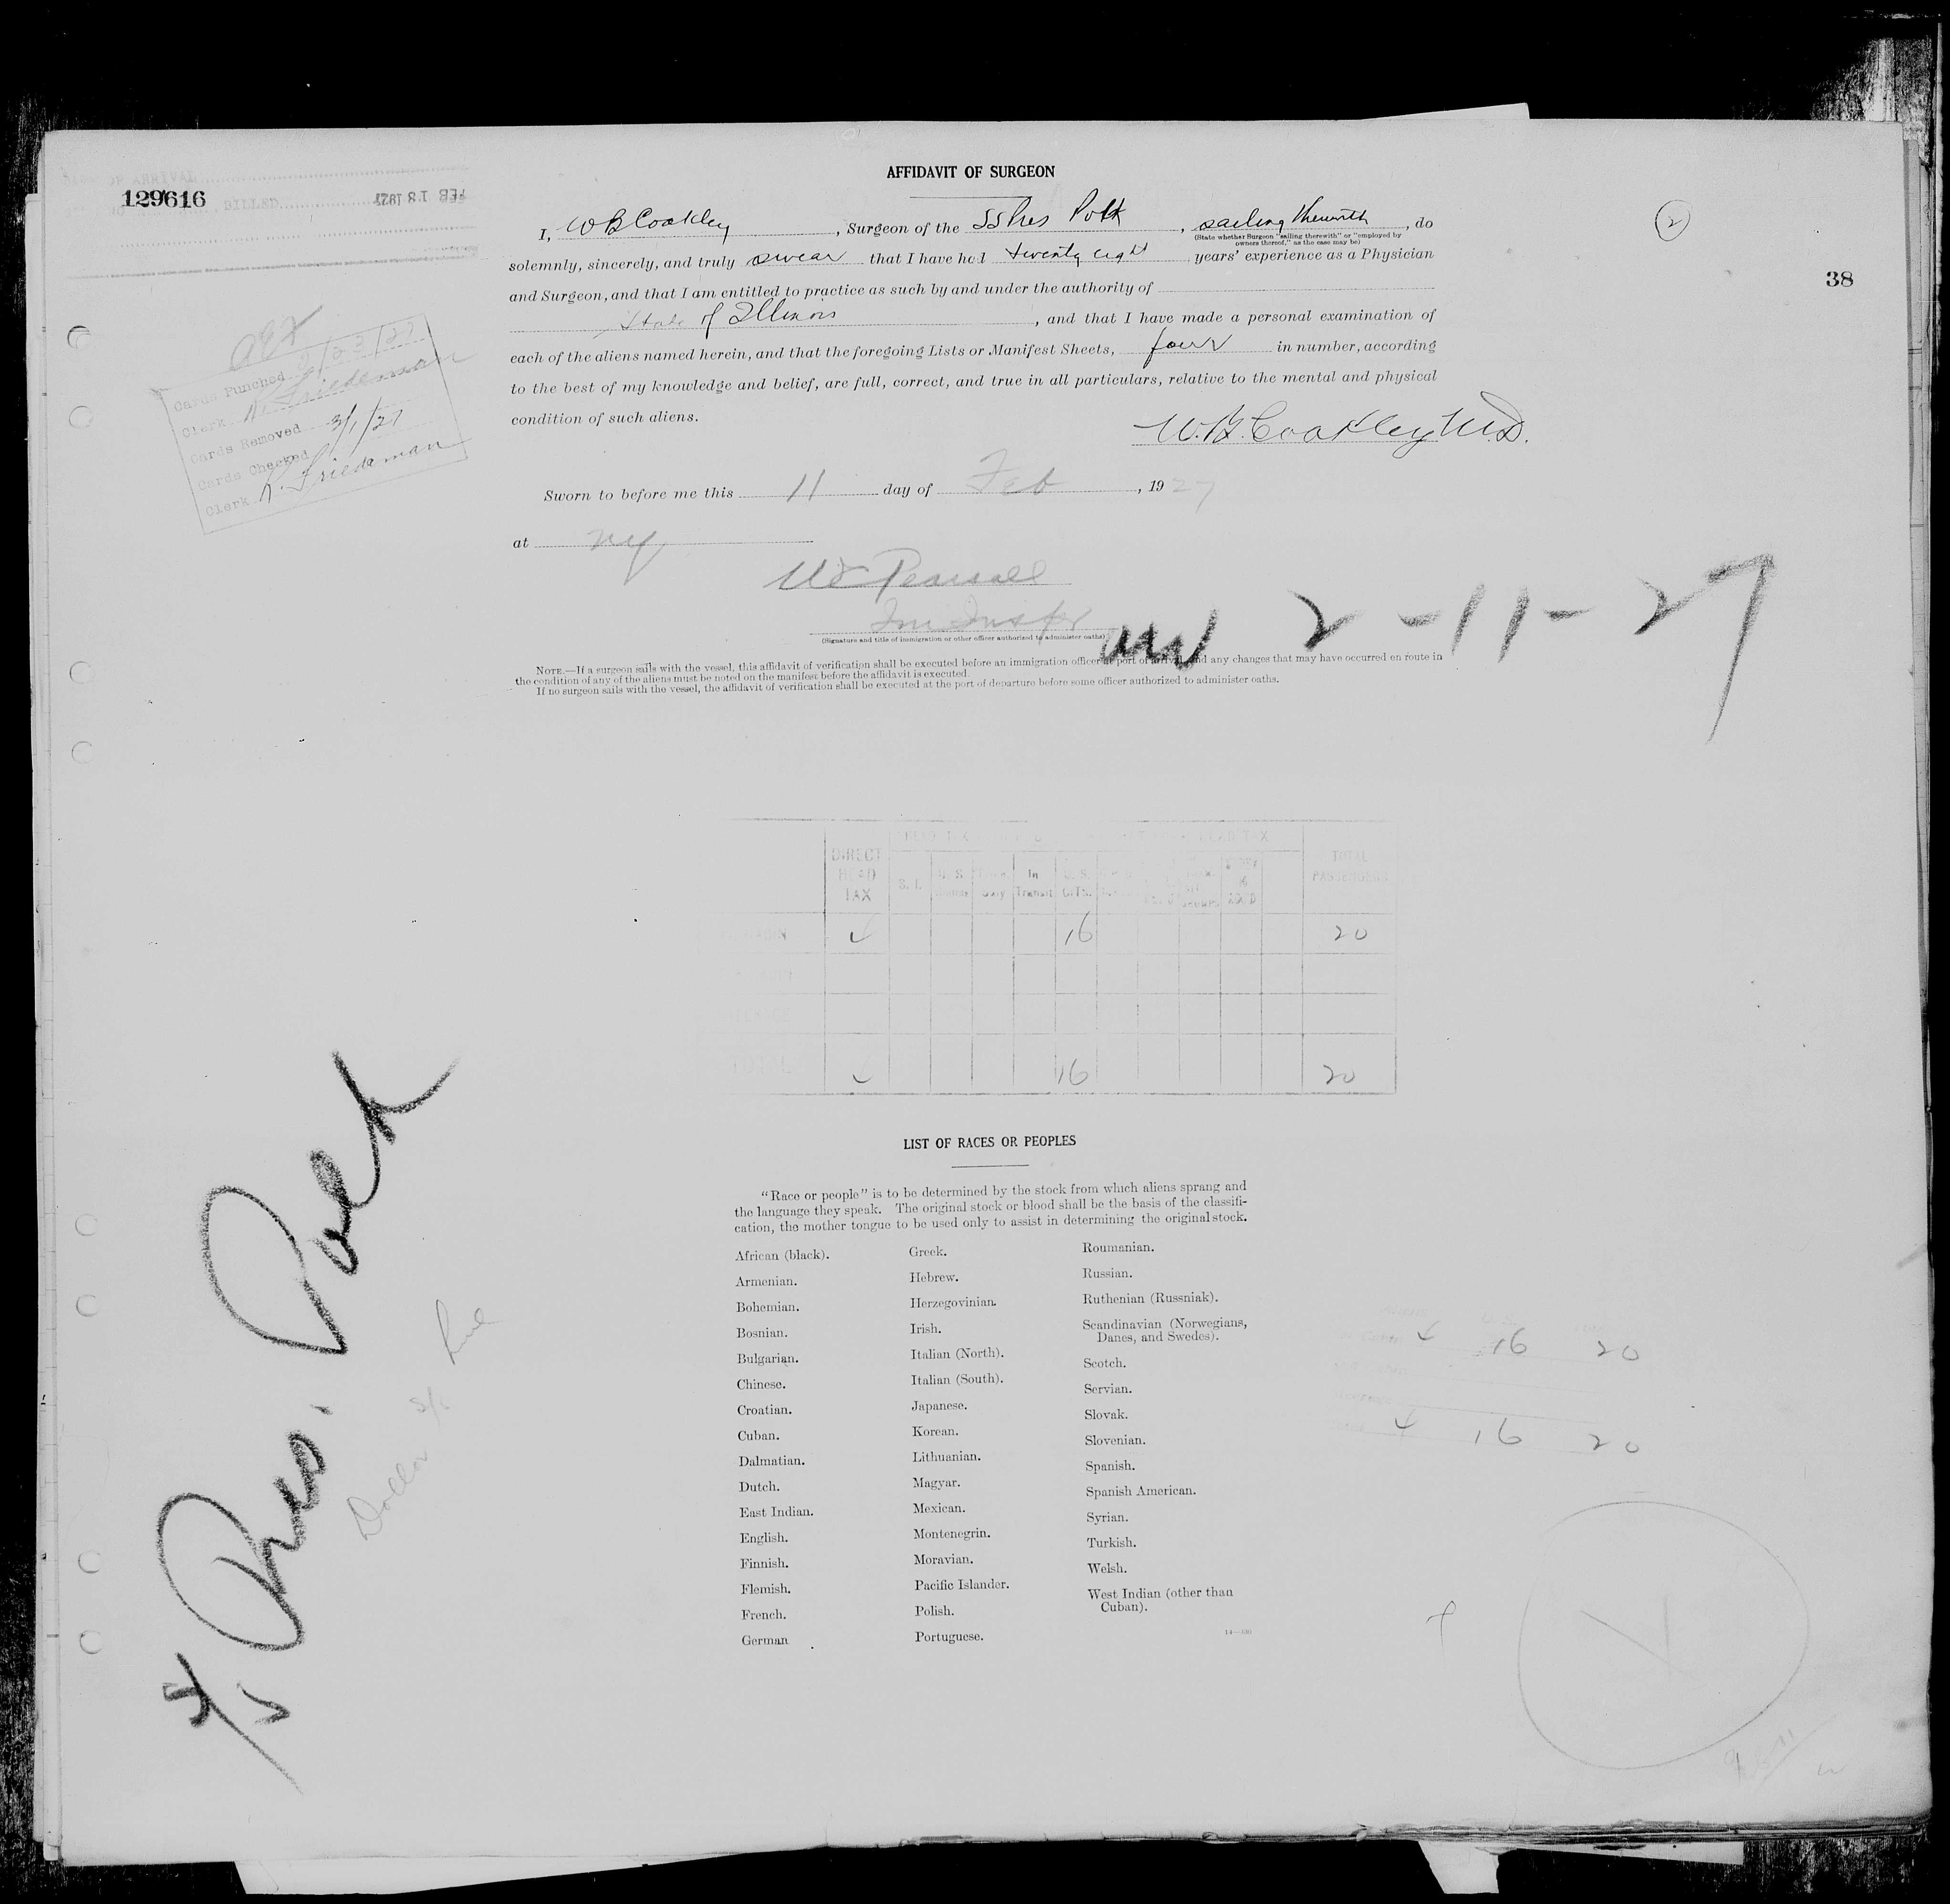 129616
FEB 18 1927
BILLED
AFFIDAVIT OF SURGEON
2
38
I, W B Coakley, Surgeon of the SS Pres Polk, sailing therewith, do
(State whether Surgeon "sailing therewith" or "employed by
owners thereof," as the case may be)
solemnly, sincerely, and truly swear that I have had twenty eight years' experience as a Physician
and Surgeon, and that I am entitled to practice as such by and under the authority of
State of Illinois, and that I have made a personal examination of
each of the aliens named herein, and that the foregoing Lists or Manifest Sheets, four in number, according
to the best of my knowledge and belief, are full, correct, and true in all particulars, relative to the mental and physical
condition of such aliens.
W. B. Coakley M.D.
Cards Punched 2/23/27
Clerk R. Friedeman
Cards Removed 3/1/27
Cards Checked
Clerk R. Friedeman
Sworn to before me this 11 day of Feb, 1927
at NY
Pearsall
Im Inspr
(Signature and title of immigration or other officer authorized to administer oaths)
2-11-27
NOTE.—If a surgeon sails with the vessel, this affidavit of verification shall be executed before an immigration officer at port of arrival, and any changes that may have occurred en route in
the condition of any of the aliens must be noted on the manifest before the affidavit is executed.
If no surgeon sails with the vessel, the affidavit of verification shall be executed at the port of departure before some officer authorized to administer oaths.
DIRECT HEAD TAX S.I. In Transit U.S. CITS. TOTAL PASSENGERS
4 16 20
TOTAL 4 16 20
S/S Pres. Polk
Dollar S/S Line
LIST OF RACES OR PEOPLES
"Race or people" is to be determined by the stock from which aliens sprang and
the language they speak. The original stock or blood shall be the basis of the classifi-
cation, the mother tongue to be used only to assist in determining the original stock.
African (black).
Armenian.
Bohemian.
Bosnian.
Bulgarian.
Chinese.
Croatian.
Cuban.
Dalmatian.
Dutch.
East Indian.
English.
Finnish.
Flemish.
French.
German
Greek.
Hebrew.
Herzegovinian.
Irish.
Italian (North).
Italian (South).
Japanese.
Korean.
Lithuanian.
Magyar.
Mexican.
Montenegrin.
Moravian.
Pacific Islander.
Polish.
Portuguese.
Roumanian.
Russian.
Ruthenian (Russniak).
Scandinavian (Norwegians,
Danes, and Swedes).
Scotch.
Servian.
Slovak.
Slovenian.
Spanish.
Spanish American.
Syrian.
Turkish.
Welsh.
West Indian (other than
Cuban).
4 16 20
4 16 20